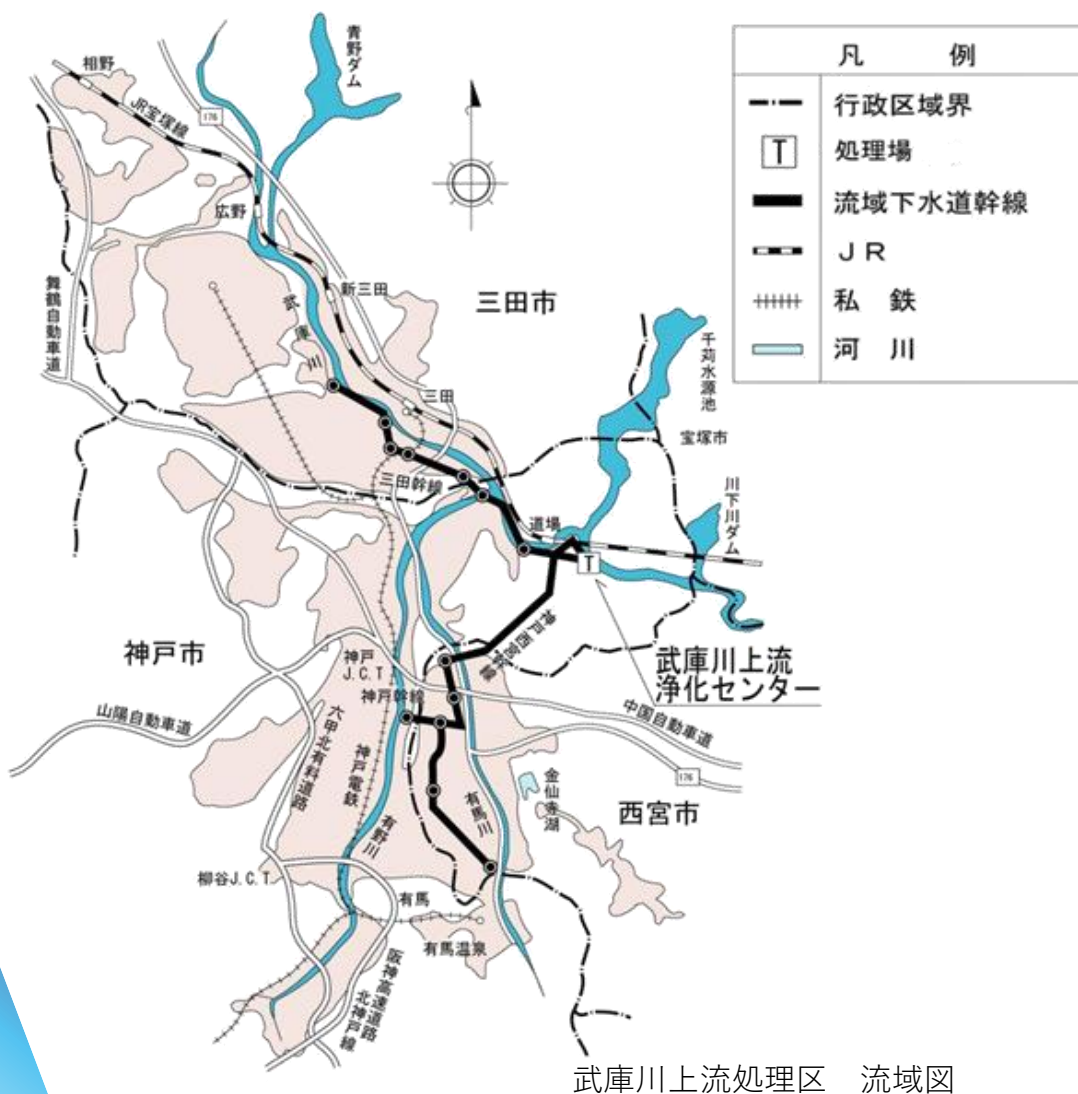 凡 例
行政区域界
T 処理場
流域下水道幹線
JR
私 鉄
河 川
青野ダム
相野
JR宝塚線
176
広野
舞鶴自動車道
新三田
武庫川
三田市
三田
千苅水源池
宝塚市
三田幹線
川下川ダム
道場
T
神戸西宮幹線
武庫川上流
浄化センター
神戸市
神戸
J.C.T
神戸幹線
中国自動車道
山陽自動車道
六甲北有料道路
神戸電鉄
176
金仙寺湖
西宮市
有馬川
有野川
柳谷J.C.T
有馬
有馬温泉
阪神高速道路
北神戸線
武庫川上流処理区 流域図